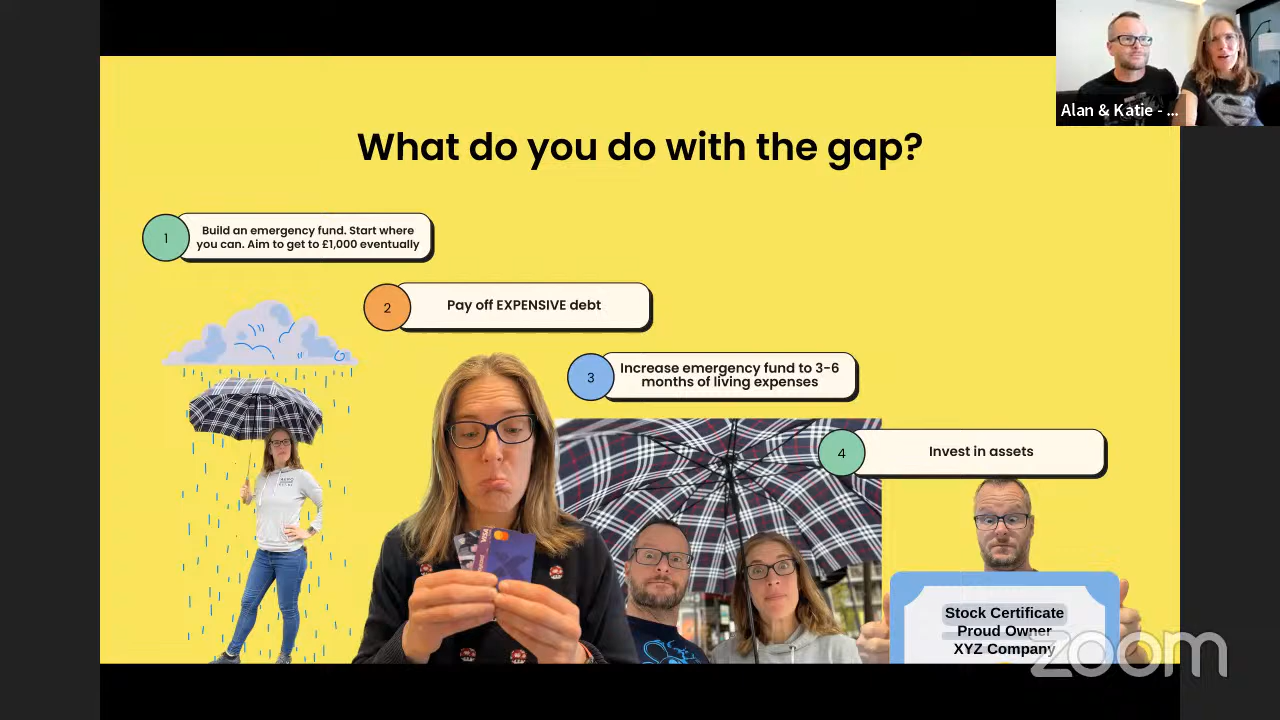 Alan & Katie - ...
What do you do with the gap?
1
Build an emergency fund. Start where
you can. Aim to get to £1,000 eventually
2
Pay off EXPENSIVE debt
3
Increase emergency fund to 3-6
months of living expenses
4
Invest in assets
VISA
Stock Certificate
Proud Owner
XYZ Company
zoom